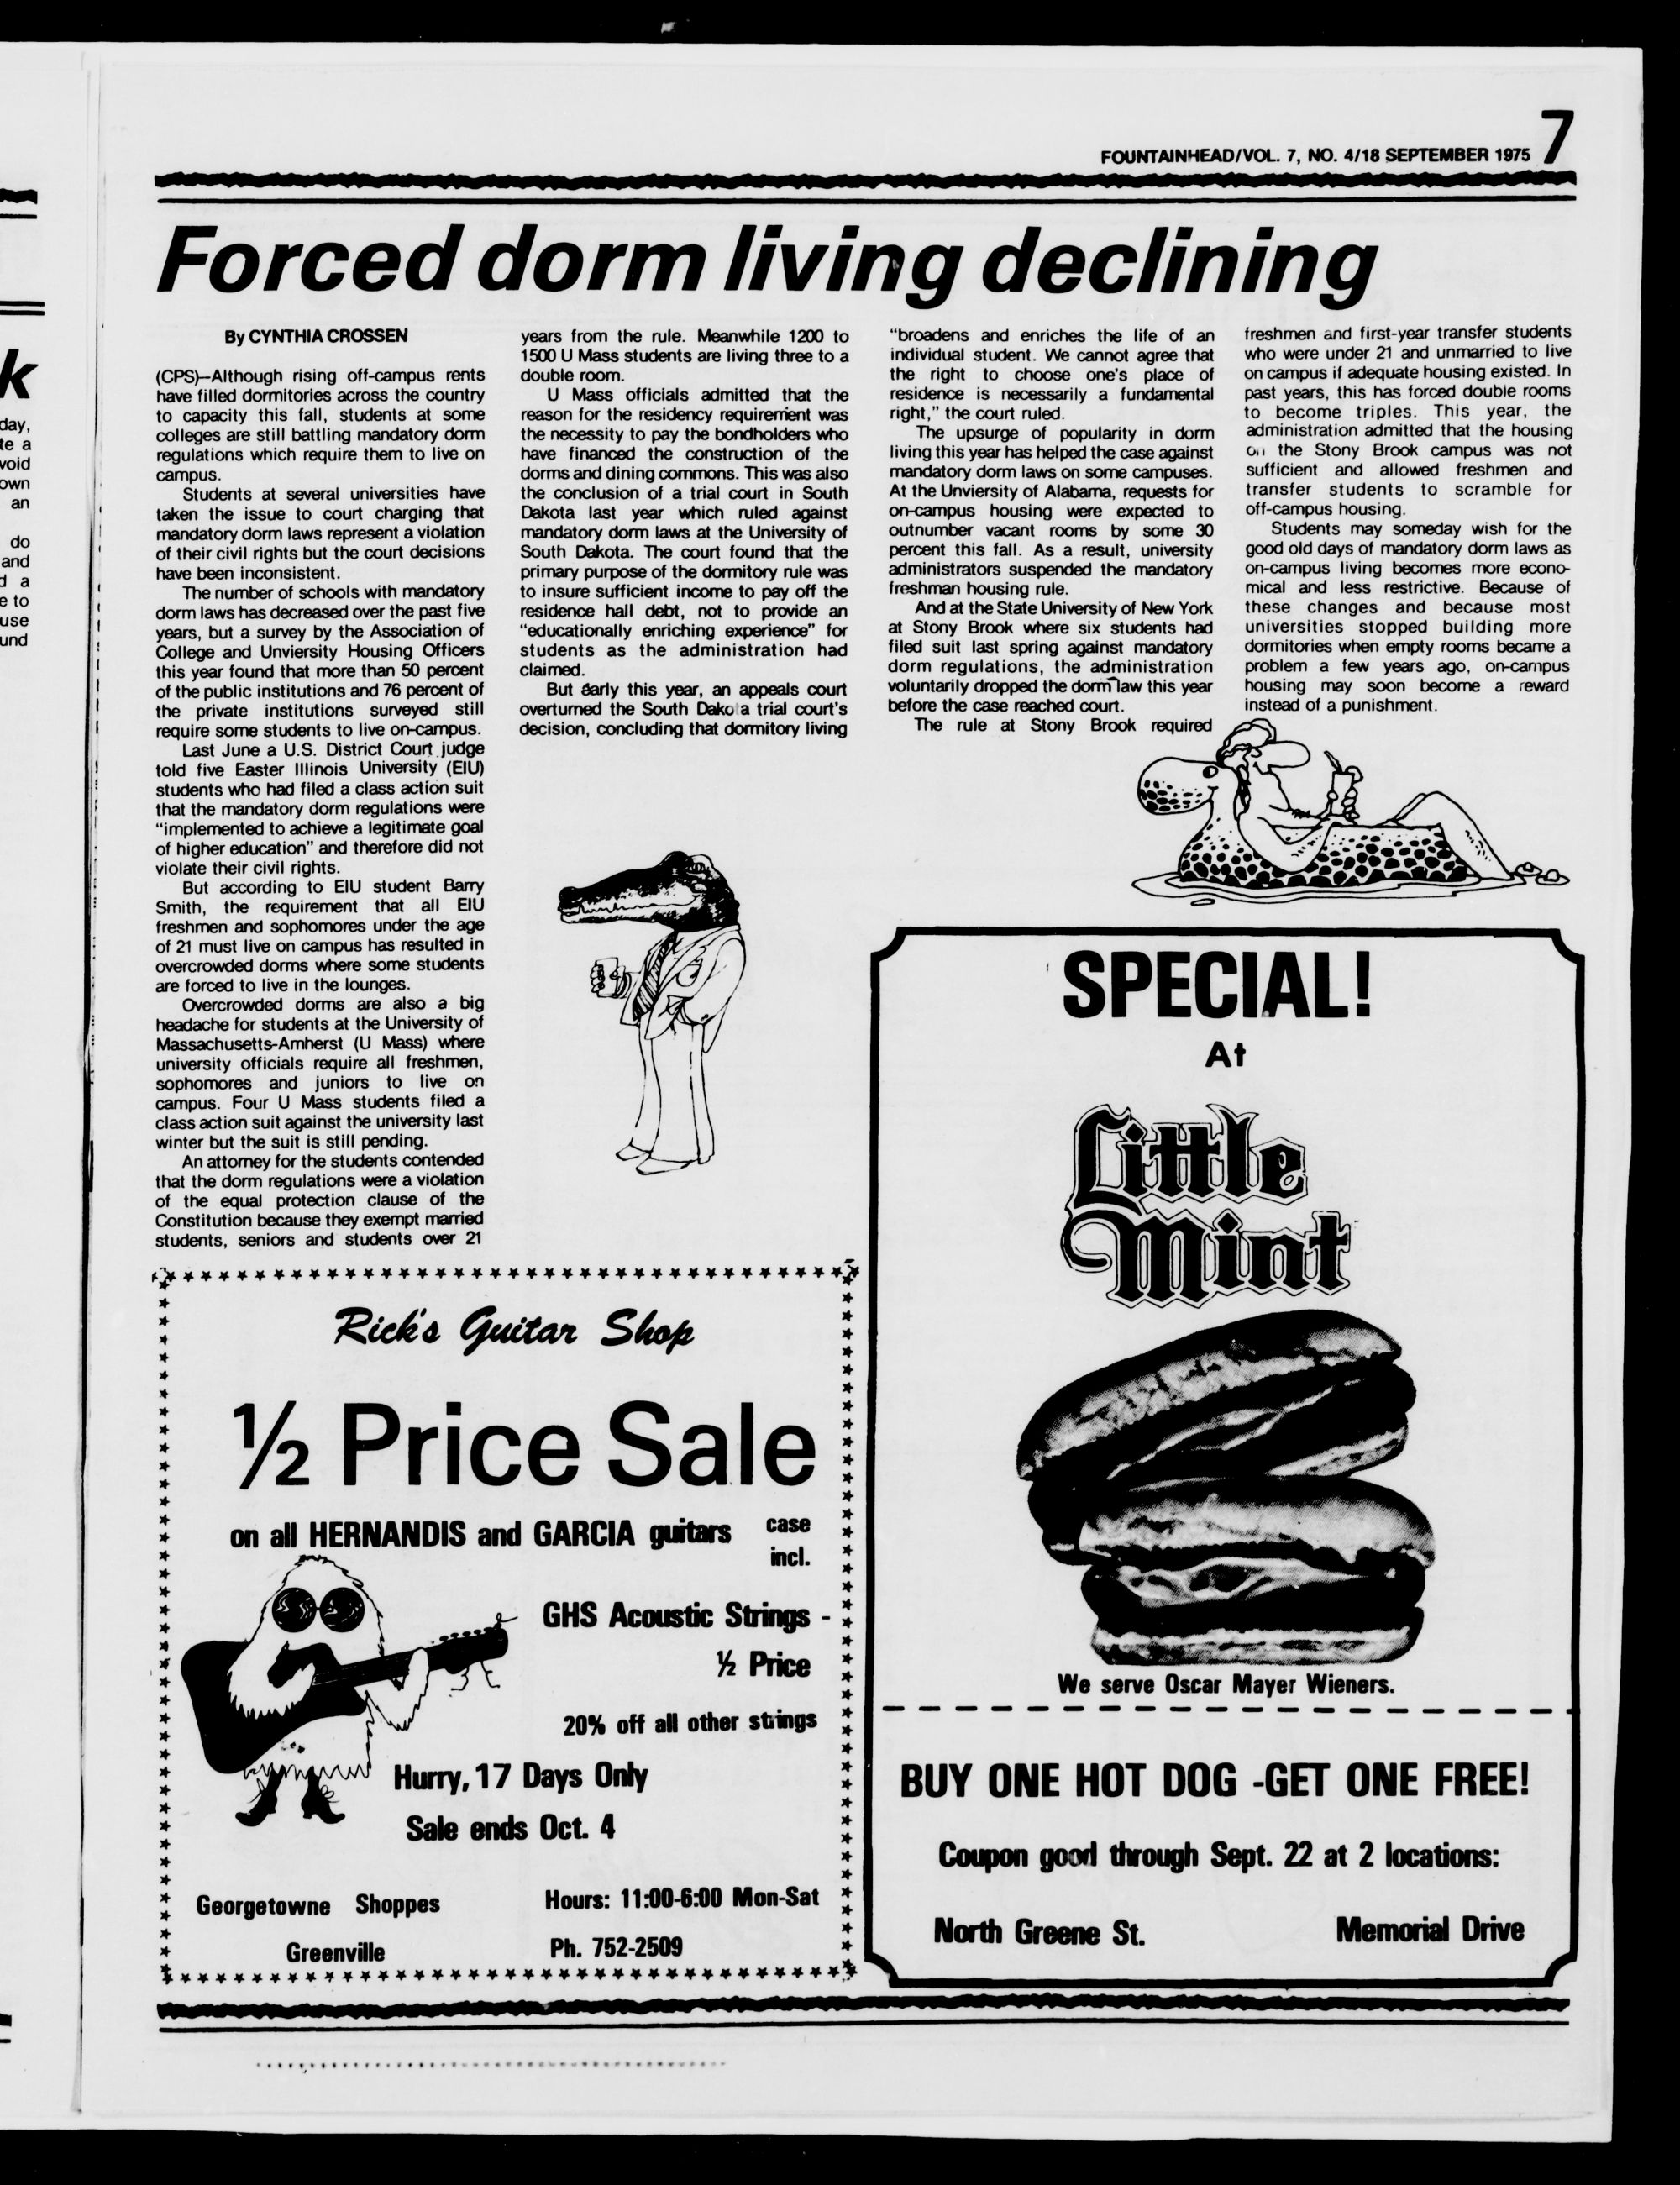 FOUNTAINHEAD/VOL. 7, NO. 4/18 SEPTEMBER 1975 7
Forced dorm living declining
By CYNTHIA CROSSEN
(CPS)--Although rising off-campus rents
have filled dormitories across the country
to capacity this fall, students at some
colleges are still battling mandatory dorm
regulations which require them to live on
campus.
Students at several universities have
taken the issue to court charging that
mandatory dorm laws represent a violation
of their civil rights but the court decisions
have been inconsistent.
The number of schools with mandatory
dorm laws has decreased over the past five
years, but a survey by the Association of
College and Unviersity Housing Officers
this year found that more than 50 percent
of the public institutions and 76 percent of
the private institutions surveyed still
require some students to live on-campus.
Last June a U.S. District Court judge
told five Easter Illinois University (EIU)
students who had filed a class action suit
that the mandatory dorm regulations were
“implemented to achieve a legitimate goal
of higher education” and therefore did not
violate their civil rights.
But according to EIU student Barry
Smith, the requirement that all EIU
freshmen and sophomores under the age
of 21 must live on campus has resulted in
overcrowded dorms where some students
are forced to live in the lounges.
Overcrowded dorms are also a big
headache for students at the University of
Massachusetts-Amherst (U Mass) where
university officials require all freshmen,
sophomores and juniors to live on
campus. Four U Mass students filed a
class action suit against the university last
winter but the suit is still pending.
An attorney for the students contended
that the dorm regulations were a violation
of the equal protection clause of the
Constitution because they exempt married
students, seniors and students over 21
years from the rule. Meanwhile 1200 to
1500 U Mass students are living three to a
double room.
U Mass officials admitted that the
reason for the residency requirement was
the necessity to pay the bondholders who
have financed the construction of the
dorms and dining commons. This was also
the conclusion of a trial court in South
Dakota last year which ruled against
mandatory dorm laws at the University of
South Dakota. The court found that the
primary purpose of the dormitory rule was
to insure sufficient income to pay off the
residence hall debt, not to provide an
“educationally enriching experience” for
students as the administration had
claimed.
But early this year, an appeals court
overturned the South Dakota trial court's
decision, concluding that dormitory living
“broadens and enriches the life of an
individual student. We cannot agree that
the right to choose one's place of
residence is necessarily a fundamental
right,” the court ruled.
The upsurge of popularity in dorm
living this year has helped the case against
mandatory dorm laws on some campuses.
At the Unviersity of Alabama, requests for
on-campus housing were expected to
outnumber vacant rooms by some 30
percent this fall. As a result, university
administrators suspended the mandatory
freshman housing rule.
And at the State University of New York
at Stony Brook where six students had
filed suit last spring against mandatory
dorm regulations, the administration
voluntarily dropped the dorm law this year
before the case reached court.
The rule at Stony Brook required
freshmen and first-year transfer students
who were under 21 and unmarried to live
on campus if adequate housing existed. In
past years, this has forced double rooms
to become triples. This year, the
administration admitted that the housing
on the Stony Brook campus was not
sufficient and allowed freshmen and
transfer students to scramble for
off-campus housing.
Students may someday wish for the
good old days of mandatory dorm laws as
on-campus living becomes more econo-
mical and less restrictive. Because of
these changes and because most
universities stopped building more
dormitories when empty rooms became a
problem a few years ago, on-campus
housing may soon become a reward
instead of a punishment.
Rick's Guitar Shop
½ Price Sale
on all HERNANDIS and GARCIA guitars case
incl.
GHS Acoustic Strings -
½ Price
20% off all other strings
Hurry, 17 Days Only
Sale ends Oct. 4
Georgetowne Shoppes
Greenville
Hours: 11:00-6:00 Mon-Sat
Ph. 752-2509
SPECIAL!
At
Little
Mint
We serve Oscar Mayer Wieners.
BUY ONE HOT DOG -GET ONE FREE!
Coupon good through Sept. 22 at 2 locations:
North Greene St. Memorial Drive